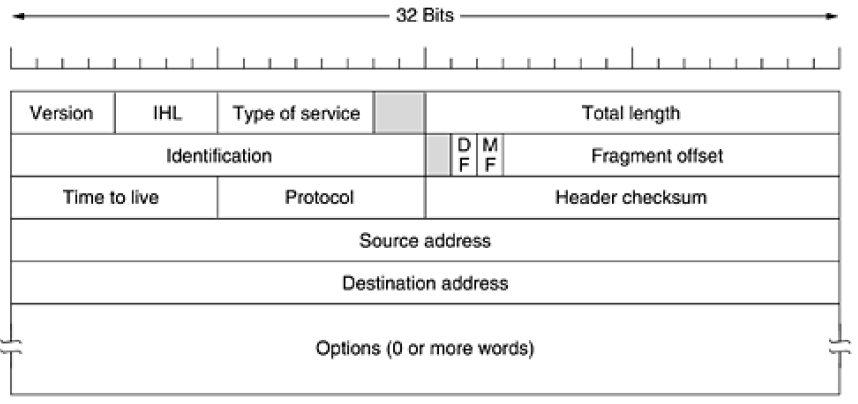 32 Bits
Version IHL Type of service Total length
Identification D F M F Fragment offset
Time to live Protocol Header checksum
Source address
Destination address
Options (0 or more words)